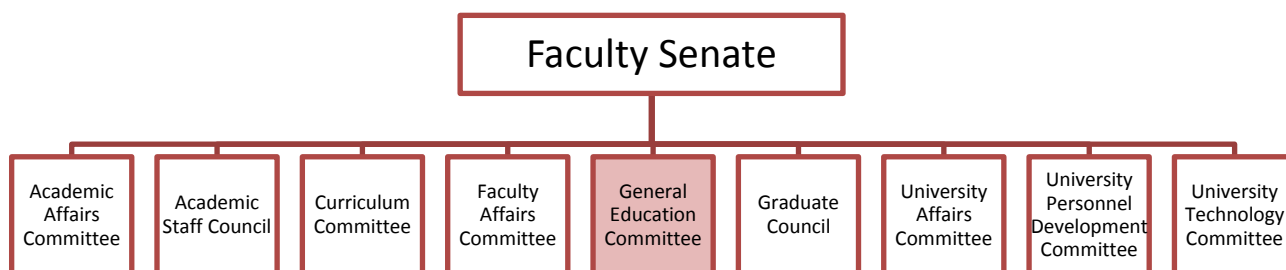 Faculty Senate
Academic
Affairs
Committee
Academic
Staff Council
Curriculum
Committee
Faculty
Affairs
Committee
General
Education
Committee
Graduate
Council
University
Affairs
Committee
University
Personnel
Development
Committee
University
Technology
Committee